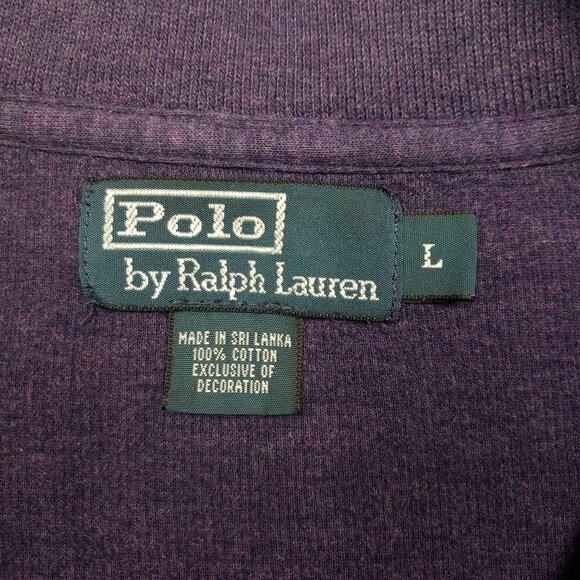 Polo
by Ralph Lauren
L
MADE IN SRI LANKA
100% COTTON
EXCLUSIVE OF
DECORATION